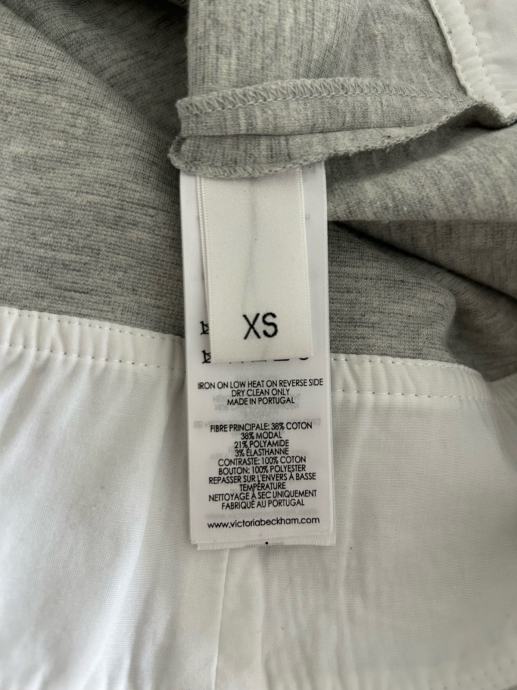 XS
IRON ON LOW HEAT ON REVERSE SIDE
DRY CLEAN ONLY
MADE IN PORTUGAL
FIBRE PRINCIPALE: 38% COTON
38% MODAL
21% POLYAMIDE
3% ÉLASTHANNE
CONTRASTE: 100% COTON
BOUTON: 100% POLYESTER
REPASSER SUR L'ENVERS À BASSE
TEMPÉRATURE
NETTOYAGE À SEC UNIQUEMENT
FABRIQUÉ AU PORTUGAL
www.victoriabeckham.com